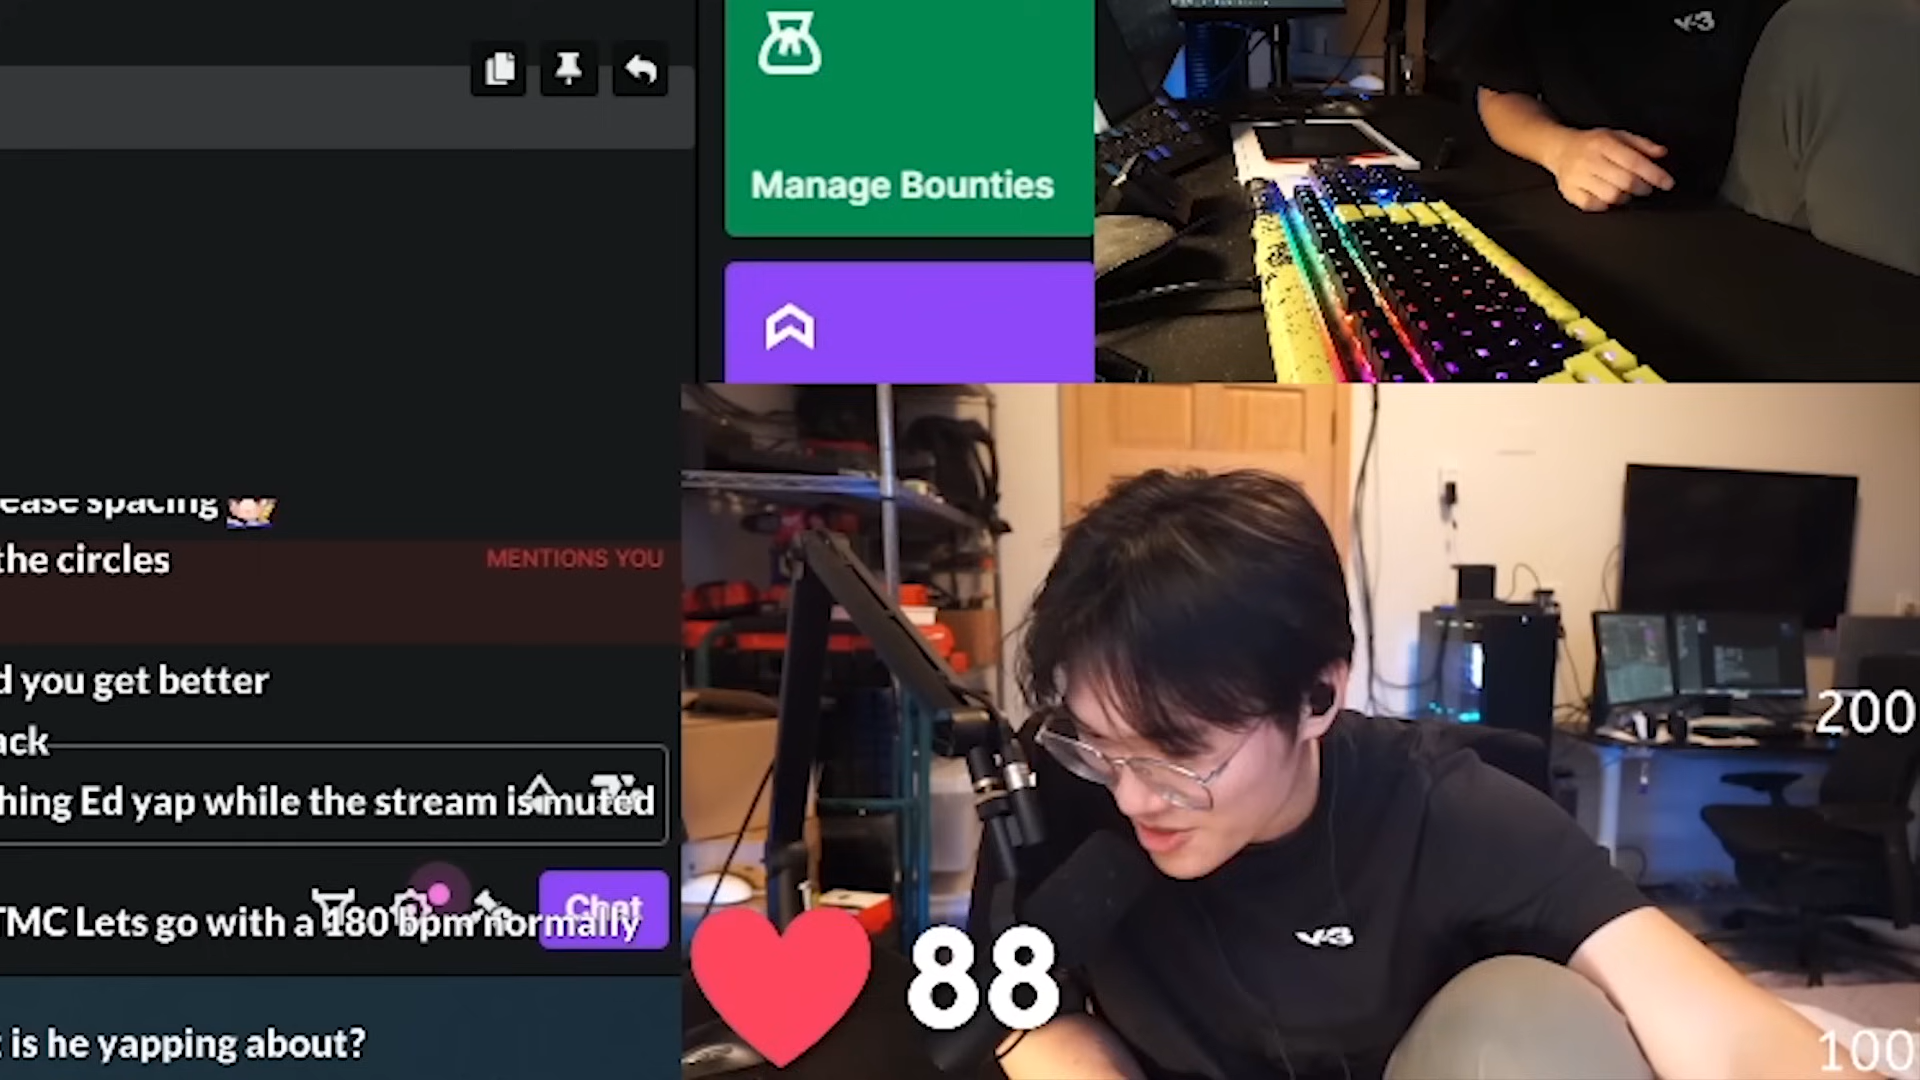 Manage Bounties
V-3
ease spacing
the circles
MENTIONS YOU
d you get better
ack
hing Ed yap while the stream is muted
TMC Lets go with a 180 bpm normally
Chat
is he yapping about?
88
V-3
200
100